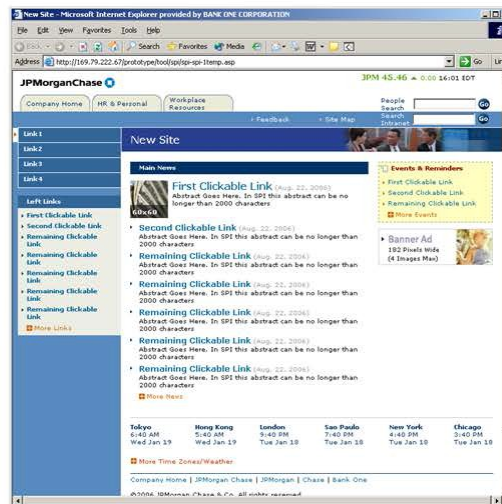 New Site - Microsoft Internet Explorer provided by BANK ONE CORPORATION
File Edit View Favorites Tools Help
Back Search Favorites Media
Address http://169.79.222.67/prototype/tool/spi/spi-spi-1temp.asp Go
JPMorganChase
JPM 45.46 0.00 16:01 EDT
Company Home
HR & Personal
Workplace Resources
People Search Go
Search Intranet Go
Feedback Site Map
Link1
Link2
Link3
Link4
New Site
Left Links
First Clickable Link
Second Clickable Link
Remaining Clickable
Link
Remaining Clickable
Link
Remaining Clickable
Link
Remaining Clickable
Link
Remaining Clickable
Link
More Links
Main News
60x60
First Clickable Link (Aug. 22, 2006)
Abstract Goes Here. In SPI this abstract can be no
longer than 2000 characters
Second Clickable Link (Aug. 22, 2006)
Abstract Goes Here. In SPI this abstract can be no longer than
2000 characters
Remaining Clickable Link (Aug. 22, 2006)
Abstract Goes Here. In SPI this abstract can be no longer than
2000 characters
Remaining Clickable Link (Aug. 22, 2006)
Abstract Goes Here. In SPI this abstract can be no longer than
2000 characters
Remaining Clickable Link (Aug. 22, 2006)
Abstract Goes Here. In SPI this abstract can be no longer than
2000 characters
Remaining Clickable Link (Aug. 22, 2006)
Abstract Goes Here. In SPI this abstract can be no longer than
2000 characters
Remaining Clickable Link (Aug. 22, 2006)
Abstract Goes Here. In SPI this abstract can be no longer than
2000 characters
More News
Events & Reminders
First Clickable Link
Second Clickable Link
Remaining Clickable Link
More Events
Banner Ad
182 Pixels Wide
(4 Images Max)
Tokyo Hong Kong London Sao Paulo New York Chicago
6:40 AM 5:40 AM 9:40 PM 7:40 PM 4:40 PM 3:40 PM
Wed Jan 19 Wed Jan 19 Tue Jan 18 Tue Jan 18 Tue Jan 18 Tue Jan 18
More Time Zones/Weather
Company Home | JPMorgan Chase | JPMorgan | Chase | Bank One
©2006 JPMorgan Chase & Co. All rights reserved